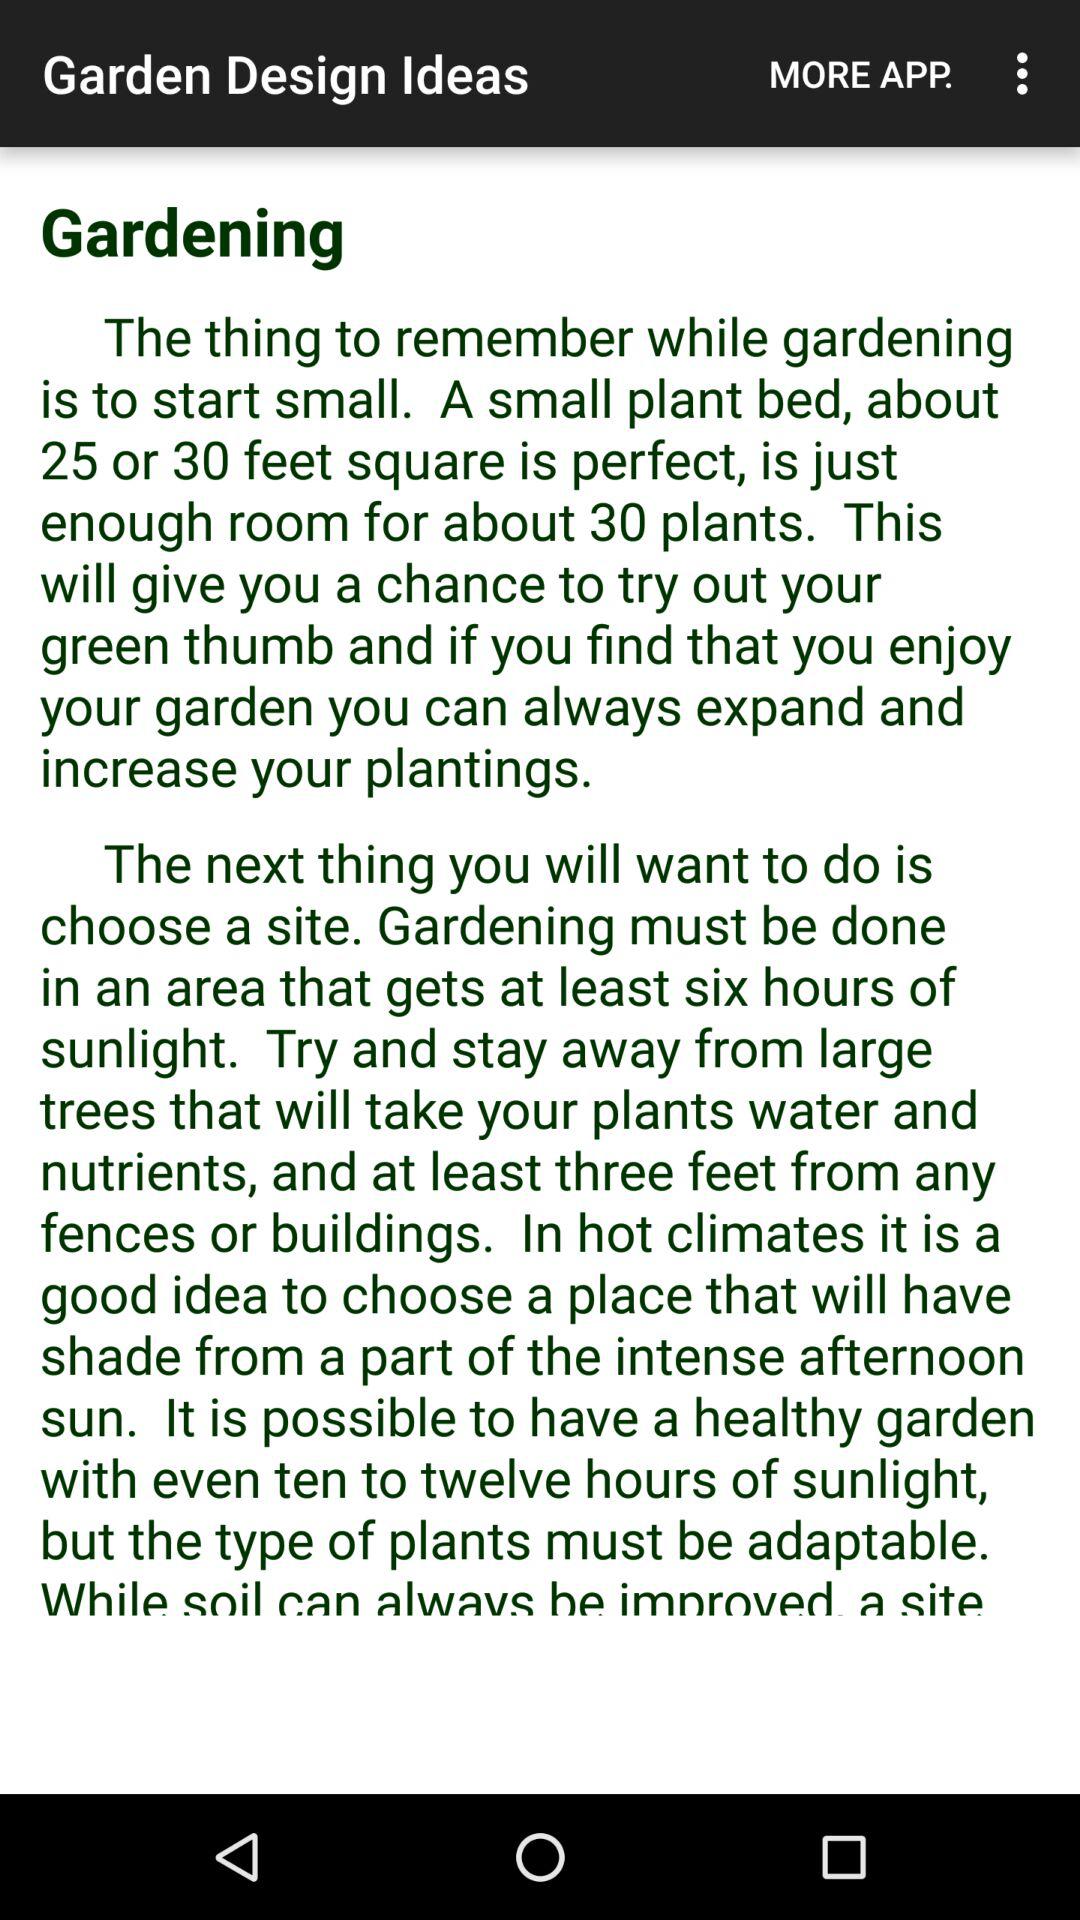 Garden Design Ideas
MORE APP.
Gardening
The thing to remember while gardening
is to start small.  A small plant bed, about
25 or 30 feet square is perfect, is just
enough room for about 30 plants.  This
will give you a chance to try out your
green thumb and if you find that you enjoy
your garden you can always expand and
increase your plantings.
The next thing you will want to do is
choose a site. Gardening must be done
in an area that gets at least six hours of
sunlight.  Try and stay away from large
trees that will take your plants water and
nutrients, and at least three feet from any
fences or buildings.  In hot climates it is a
good idea to choose a place that will have
shade from a part of the intense afternoon
sun.  It is possible to have a healthy garden
with even ten to twelve hours of sunlight,
but the type of plants must be adaptable.
While soil can always be improved, a site